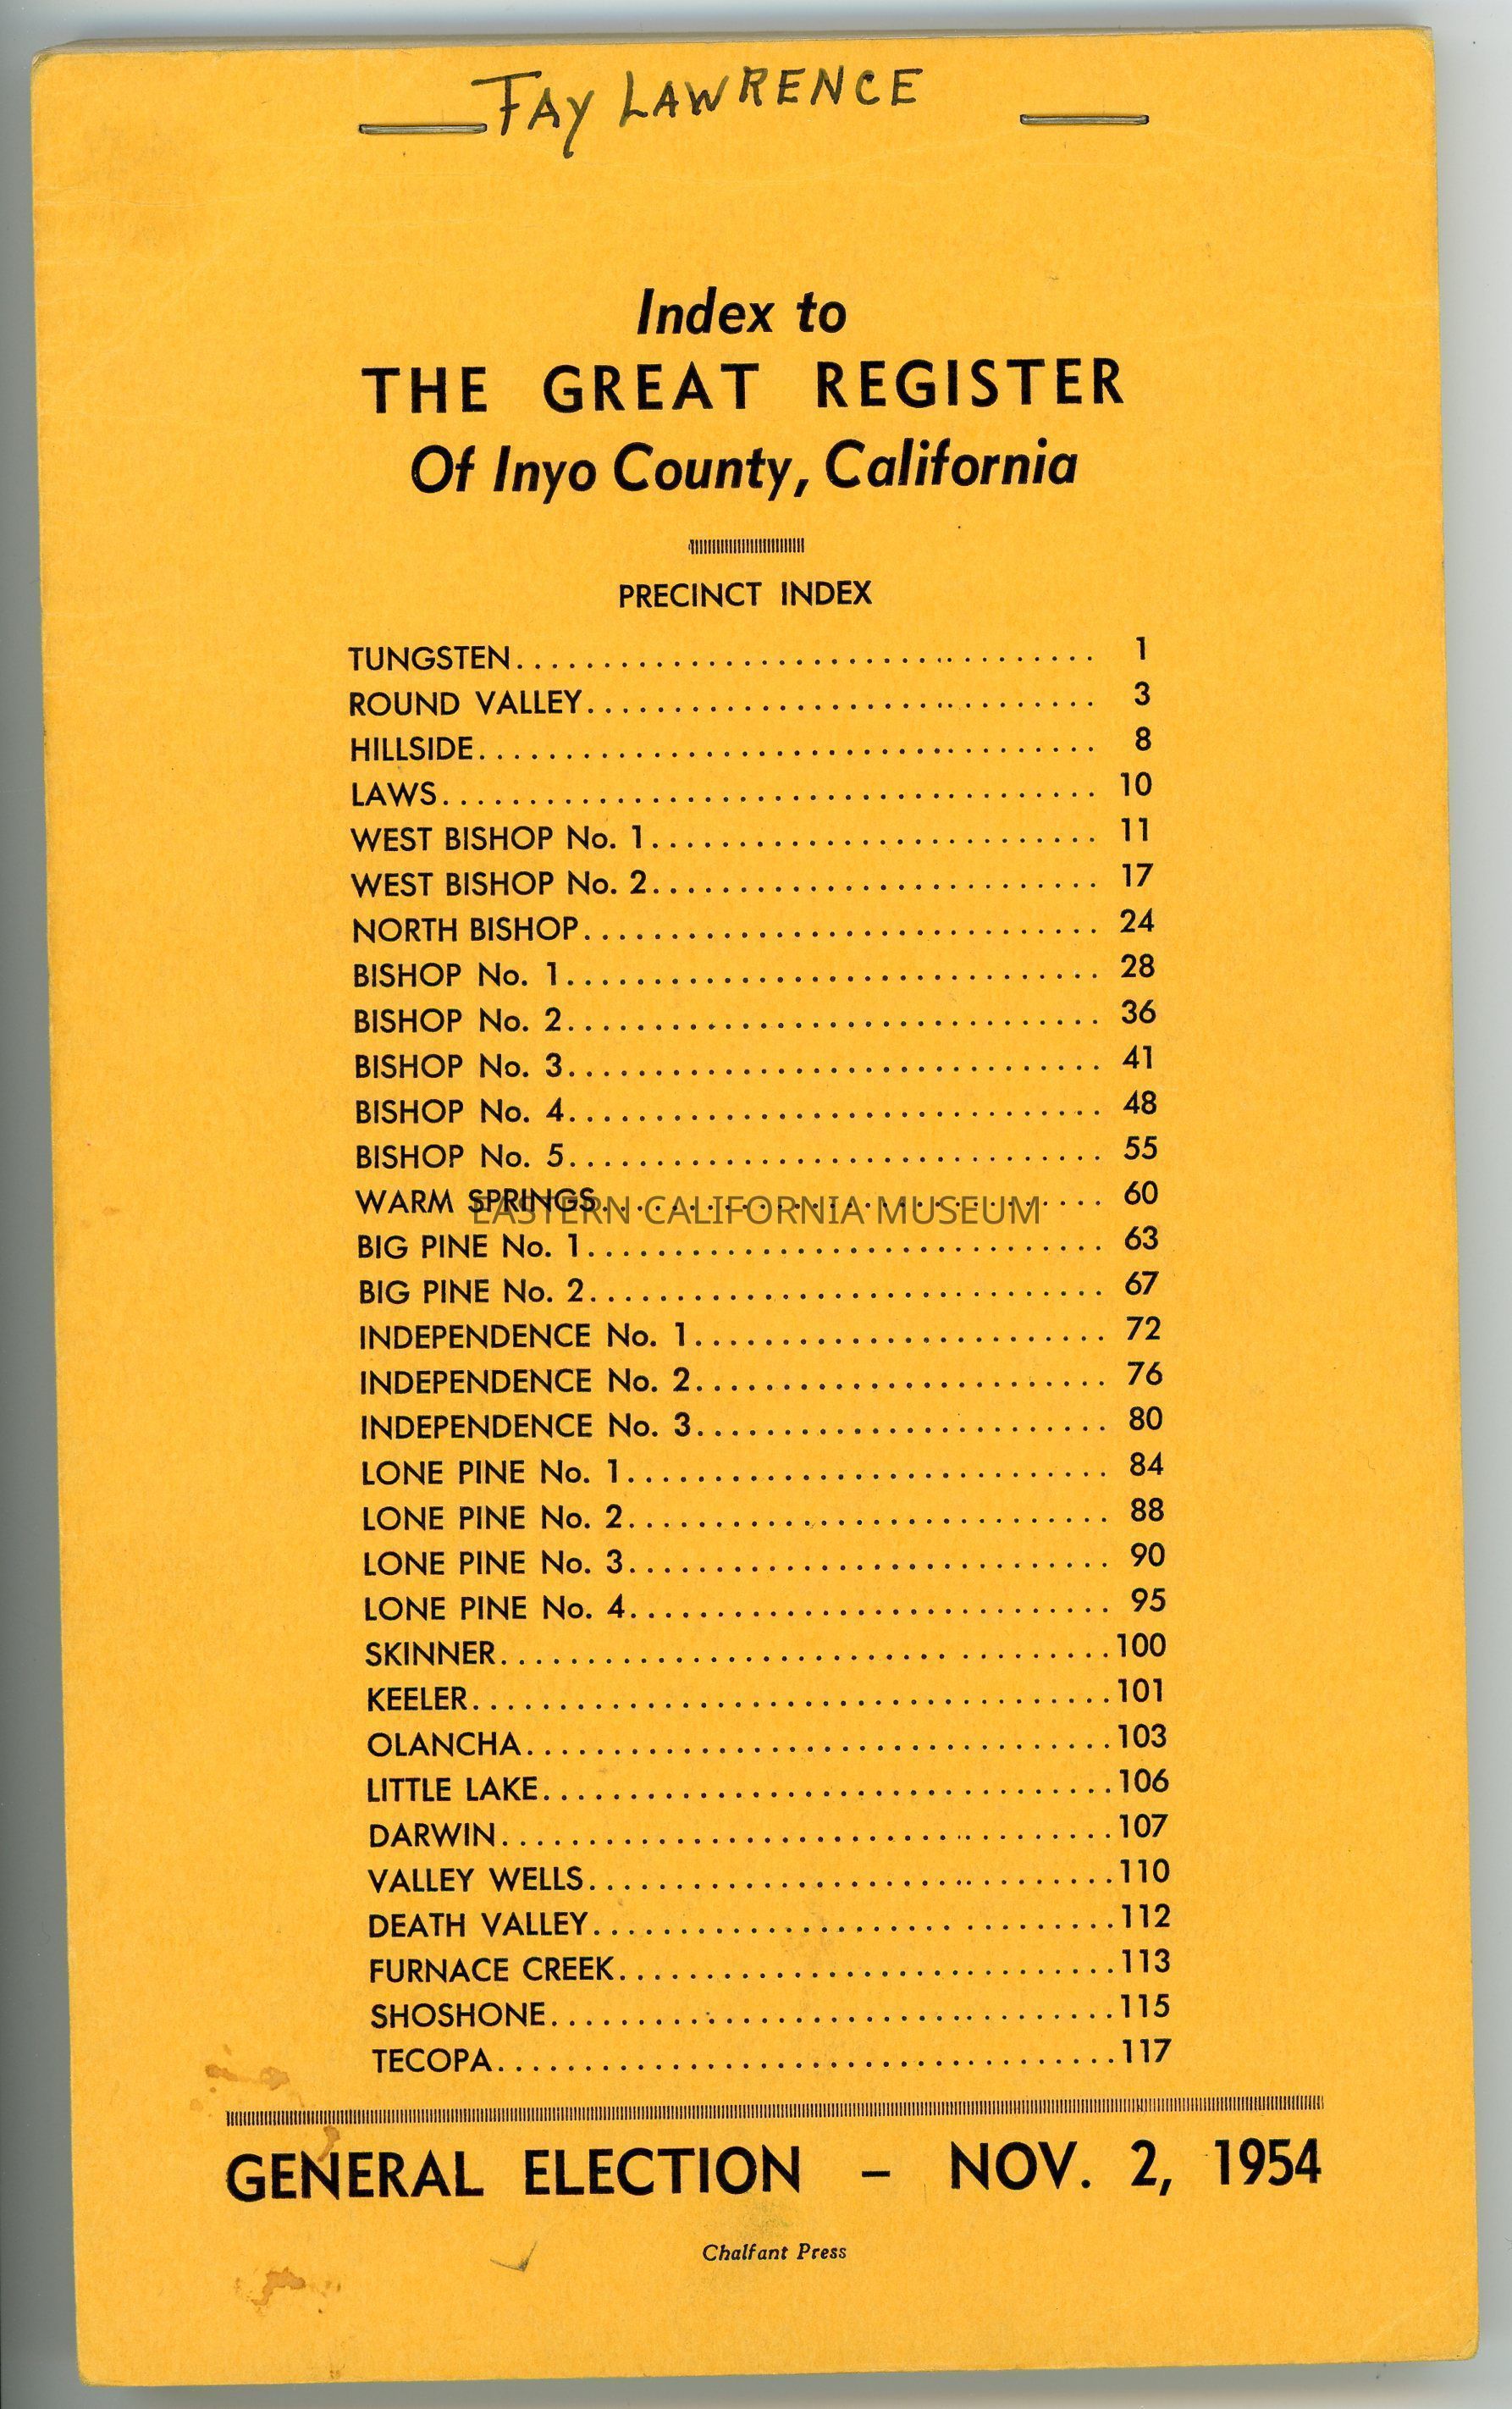 FAY LAWRENCE
Index to
THE GREAT REGISTER
Of Inyo County, California
PRECINCT INDEX
TUNGSTEN 1
ROUND VALLEY 3
HILLSIDE 8
LAWS 10
WEST BISHOP No. 1 11
WEST BISHOP No. 2 17
NORTH BISHOP 24
BISHOP No. 1 28
BISHOP No. 2 36
BISHOP No. 3 41
BISHOP No. 4 48
BISHOP No. 5 55
WARM SPRINGS 60
EASTERN CALIFORNIA MUSEUM
BIG PINE No. 1 63
BIG PINE No. 2 67
INDEPENDENCE No. 1 72
INDEPENDENCE No. 2 76
INDEPENDENCE No. 3 80
LONE PINE No. 1 84
LONE PINE No. 2 88
LONE PINE No. 3 90
LONE PINE No. 4 95
SKINNER 100
KEELER 101
OLANCHA 103
LITTLE LAKE 106
DARWIN 107
VALLEY WELLS 110
DEATH VALLEY 112
FURNACE CREEK 113
SHOSHONE 115
TECOPA 117
GENERAL ELECTION – NOV. 2, 1954
Chalfant Press